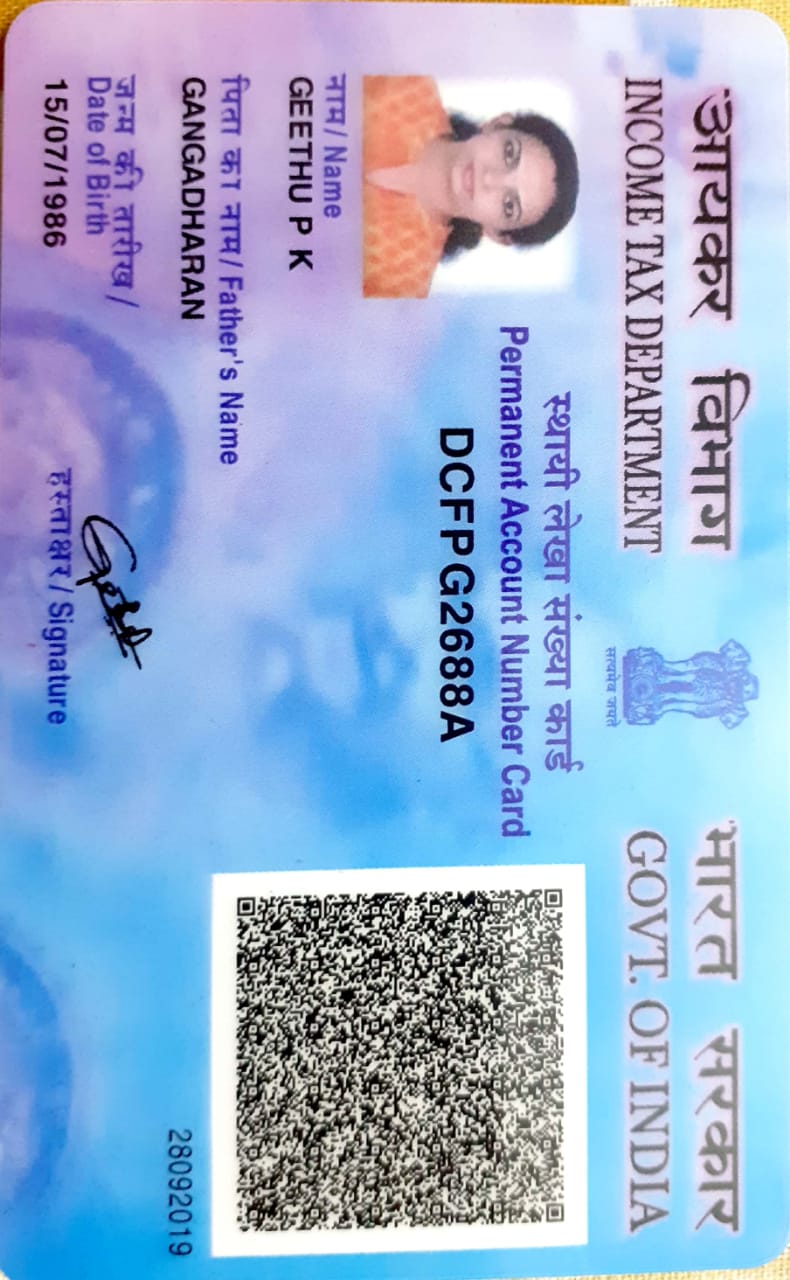 आयकर विभाग
INCOME TAX DEPARTMENT
सत्यमेव जयते
भारत सरकार
GOVT. OF INDIA
स्थायी लेखा संख्या कार्ड
Permanent Account Number Card
DCFPG2688A
नाम / Name
GEETHU P K
पिता का नाम / Father's Name
GANGADHARAN
जन्म की तारीख /
Date of Birth
15/07/1986
हस्ताक्षर / Signature
28092019